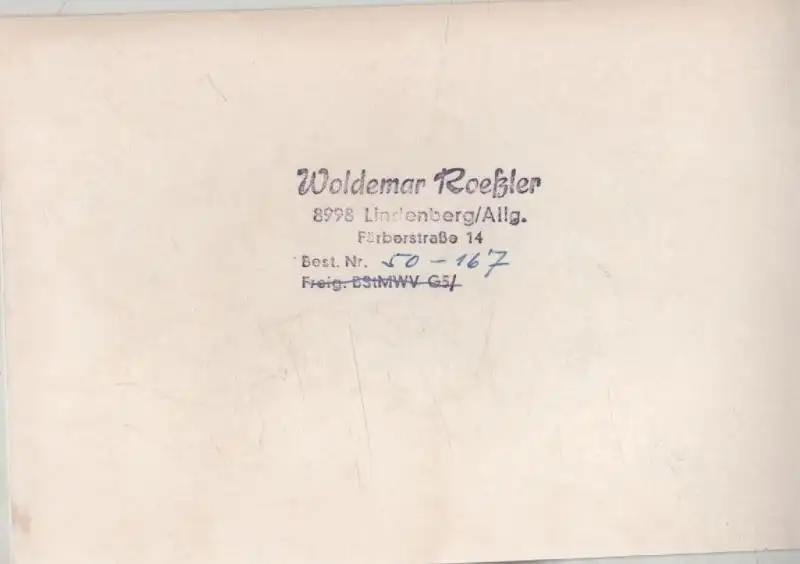 Woldemar Roeßler
8998 Lindenberg/Allg.
Färberstraße 14
Best. Nr. 50-167
Freig. BStMWV G5/